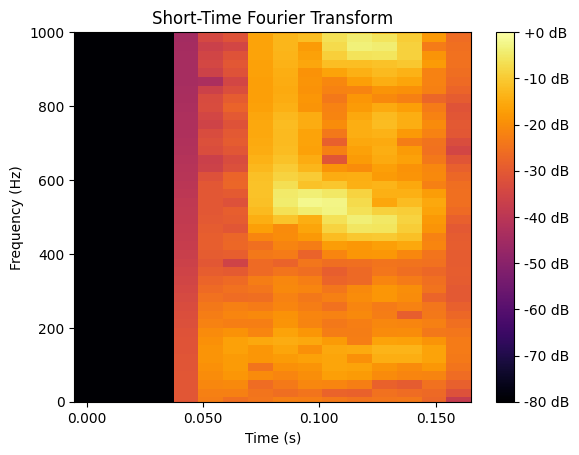 Short-Time Fourier Transform
1000
800
600
400
200
0
Frequency (Hz)
0.000
0.050
0.100
0.150
Time (s)
+0 dB
-10 dB
-20 dB
-30 dB
-40 dB
-50 dB
-60 dB
-70 dB
-80 dB